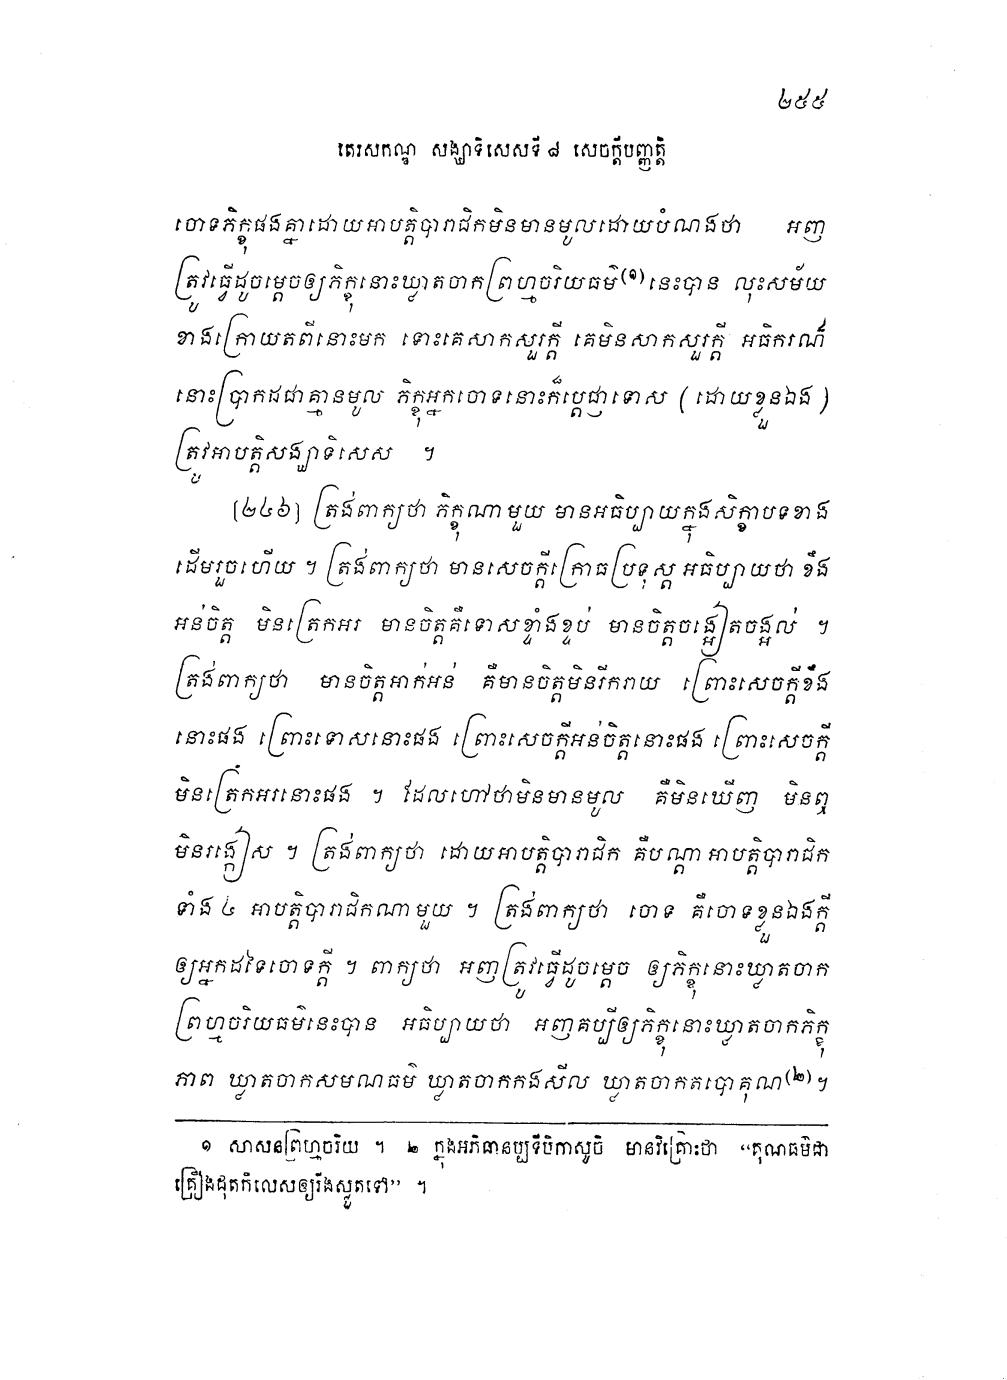 ២៥៥
តេរសកណ្ឌ សង្ឃាទិសេសទី ៨ សេចក្តីបញ្ញត្តិ
ចោទភិក្ខុផងគ្នាដោយអាបត្តិបារាជិកមិនមានមូលដោយបំណងថា អញ
ត្រូវធ្វើដូចម្តេចឲ្យភិក្ខុនោះឃ្លាតចាកព្រហ្មចរិយធម៌(១)នេះបាន លុះសម័យ
ខាងក្រោយតពីនោះមក ទោះគេសាកសួរក្តី គេមិនសាកសួរក្តី អធិករណ៍
នោះប្រាកដជាគ្មានមូល ភិក្ខុអ្នកចោទនោះក៏ប្តេជ្ញាទោស (ដោយខ្លួនឯង)
ត្រូវអាបត្តិសង្ឃាទិសេស ។
[២៤៦] ត្រង់ពាក្យថា ភិក្ខុណាមួយ មានអធិប្បាយក្នុងសិក្ខាបទខាង
ដើមរួចហើយ ។ ត្រង់ពាក្យថា មានសេចក្តីក្រោធប្រទុស្ត អធិប្បាយថា ខឹង
អន់ចិត្ត មិនត្រេកអរ មានចិត្តគឺទោសខ្ទាំងខ្ទប់ មានចិត្តចង្អៀតចង្អល់ ។
ត្រង់ពាក្យថា មានចិត្តអាក់អន់ គឺមានចិត្តមិនរីករាយ ព្រោះសេចក្តីខឹង
នោះផង ព្រោះទោសនោះផង ព្រោះសេចក្តីអន់ចិត្តនោះផង ព្រោះសេចក្តី
មិនត្រេកអរនោះផង ។ ដែលហៅថាមិនមានមូល គឺមិនឃើញ មិនឮ
មិនរង្កៀស ។ ត្រង់ពាក្យថា ដោយអាបត្តិបារាជិក គឺបណ្តាអាបត្តិបារាជិក
ទាំង ៤ អាបត្តិបារាជិកណាមួយ ។ ត្រង់ពាក្យថា ចោទ គឺចោទខ្លួនឯងក្តី
ឲ្យអ្នកដទៃចោទក្តី ។ ពាក្យថា អញត្រូវធ្វើដូចម្តេច ឲ្យភិក្ខុនោះឃ្លាតចាក
ព្រហ្មចរិយធម៌នេះបាន អធិប្បាយថា អញគប្បីឲ្យភិក្ខុនោះឃ្លាតចាកភិក្ខុ
ភាព ឃ្លាតចាកសមណធម៌ ឃ្លាតចាកកងសីល ឃ្លាតចាកតបោគុណ(២) ។
១ សាសនព្រហ្មចរិយ ។ ២ ក្នុងអភិធានប្បទីបិកាសូចិ មានវិគ្រោះថា “គុណធម៌ជា
គ្រឿងដុតកិលេសឲ្យរីងស្ងួតទៅ” ។